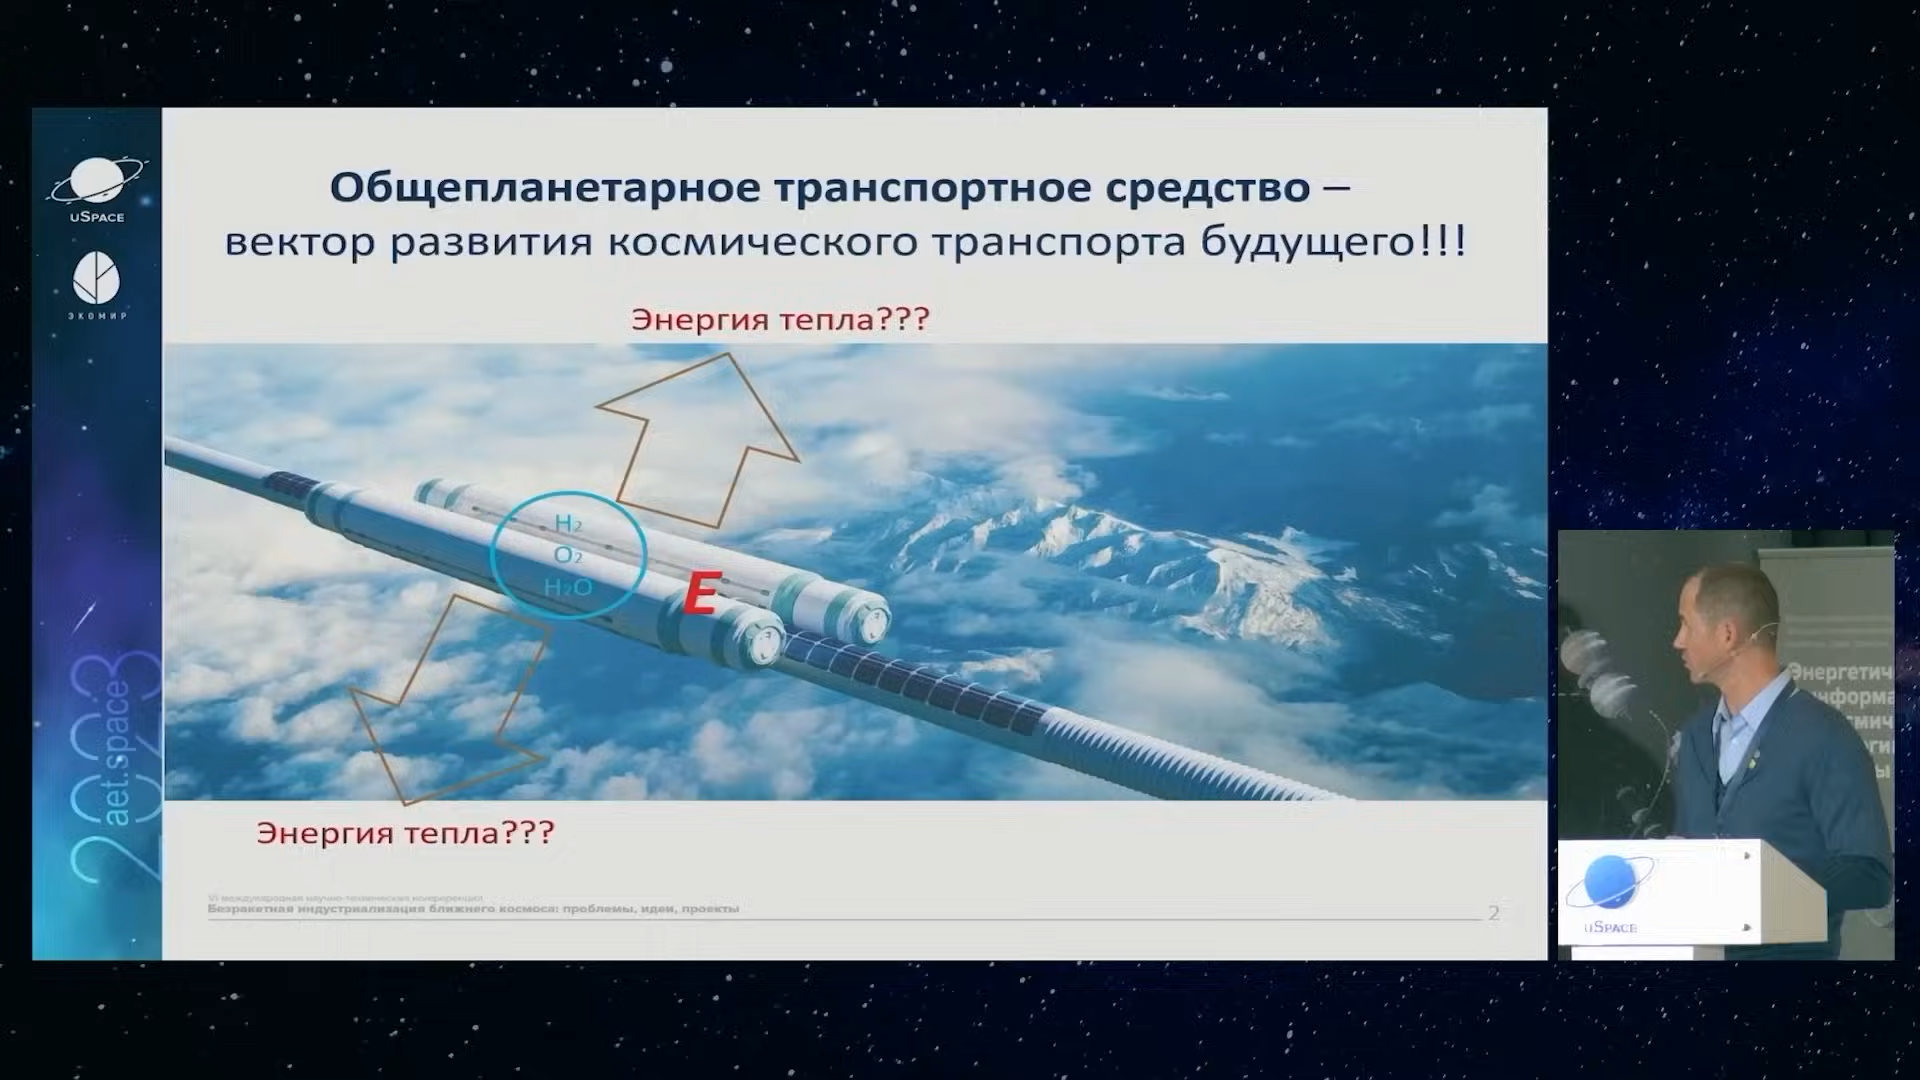 uSpace
ЭКОМИР
2023
aet.space
Общепланетарное транспортное средство –
вектор развития космического транспорта будущего!!!
Энергия тепла???
H₂
O₂
H₂O
E
Энергия тепла???
VI международная научно-техническая конференция
Безракетная индустриализация ближнего космоса: проблемы, идеи, проекты
2
uSpace